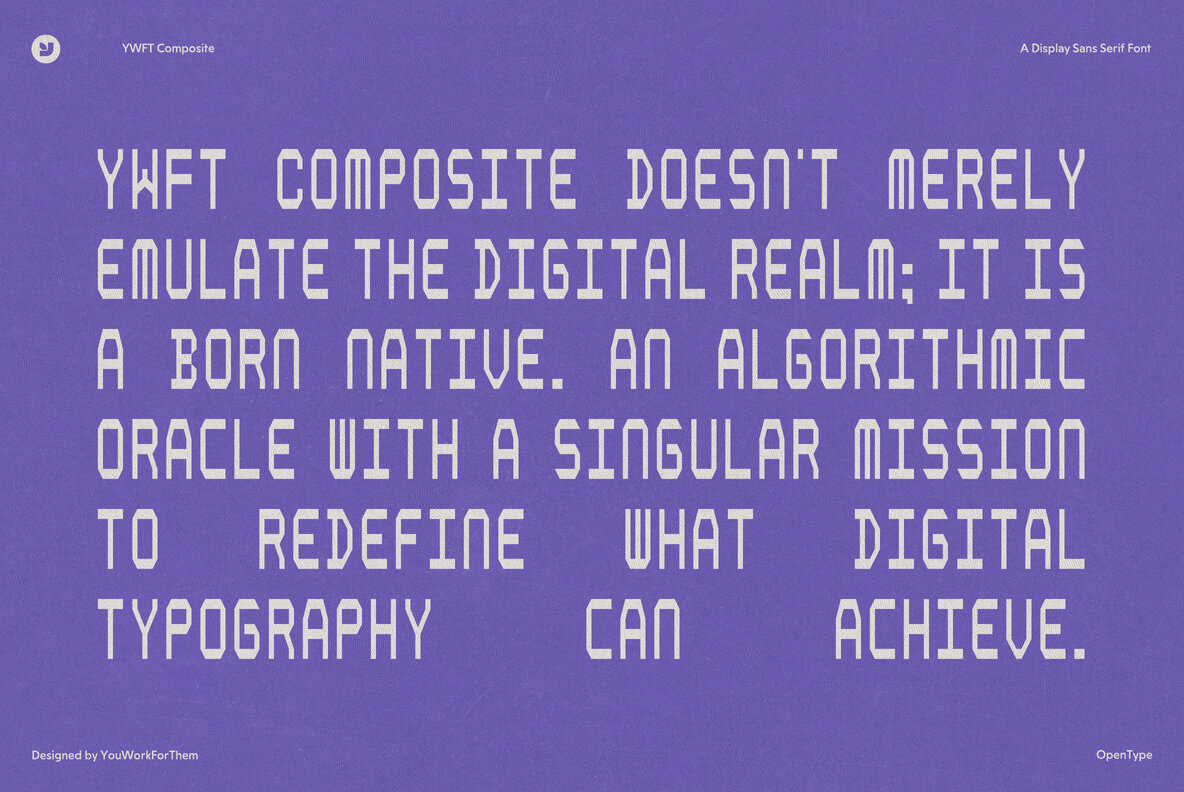 YWFT Composite
A Display Sans Serif Font
YWFT COMPOSITE DOESN'T MERELY
EMULATE THE DIGITAL REALM; IT IS
A BORN NATIVE. AN ALGORITHMIC
ORACLE WITH A SINGULAR MISSION
TO REDEFINE WHAT DIGITAL
TYPOGRAPHY CAN ACHIEVE.
Designed by YouWorkForThem
OpenType